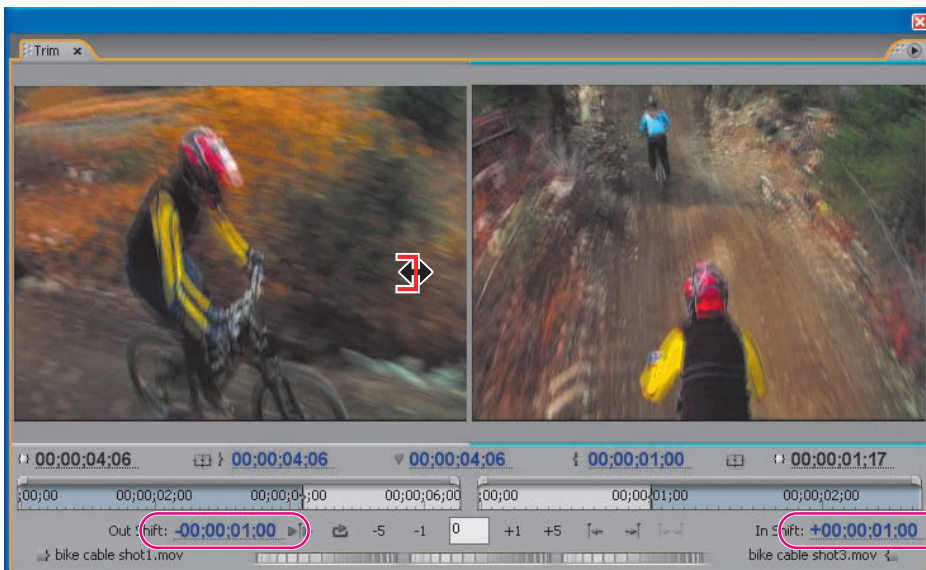 Trim
00;00;04;06 00;00;04;06 00;00;04;06 00;00;01;00 00;00;01;17
;00;00 00;00;02;00 00;00;04;00 00;00;06;00 ;00;00 00;00;01;00 00;00;02;00
Out Shift: -00;00;01;00 -5 -1 0 +1 +5 In Shift: +00;00;01;00
bike cable shot1.mov bike cable shot3.mov